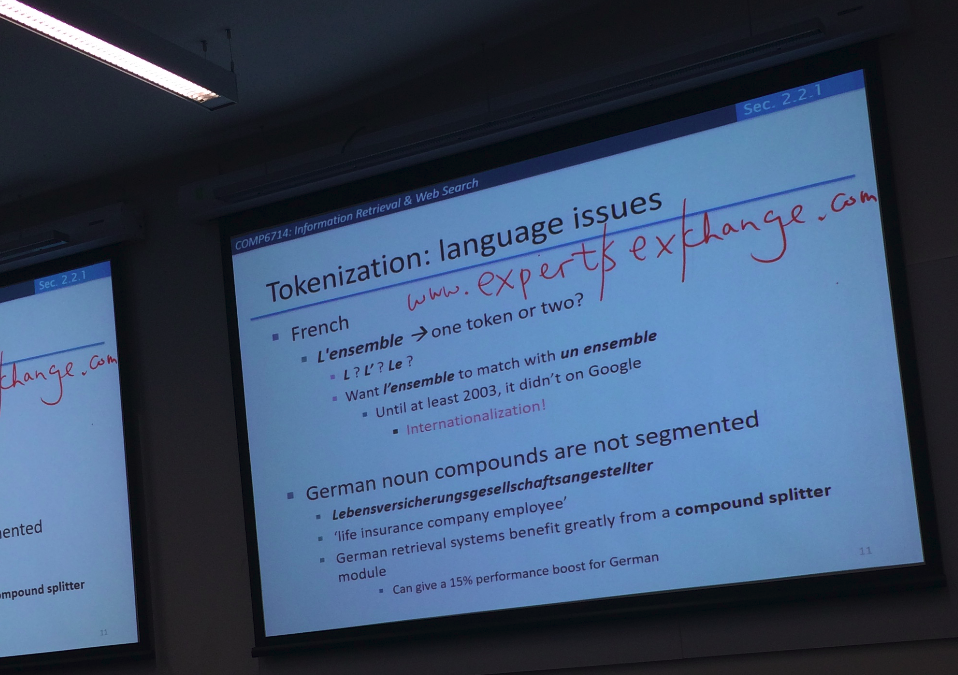 Sec. 2.2.1
COMP6714: Information Retrieval & Web Search
Tokenization: language issues
www.expertsexchange.com
▪ French
▪ L'ensemble → one token or two?
▪ L ? L’ ? Le ?
▪ Want l’ensemble to match with un ensemble
▪ Until at least 2003, it didn’t on Google
▪ Internationalization!
▪ German noun compounds are not segmented
▪ Lebensversicherungsgesellschaftsangestellter
▪ ‘life insurance company employee’
▪ German retrieval systems benefit greatly from a compound splitter
module
▪ Can give a 15% performance boost for German
11
Sec. 2.2.1
change.com
mented
mpound splitter
11